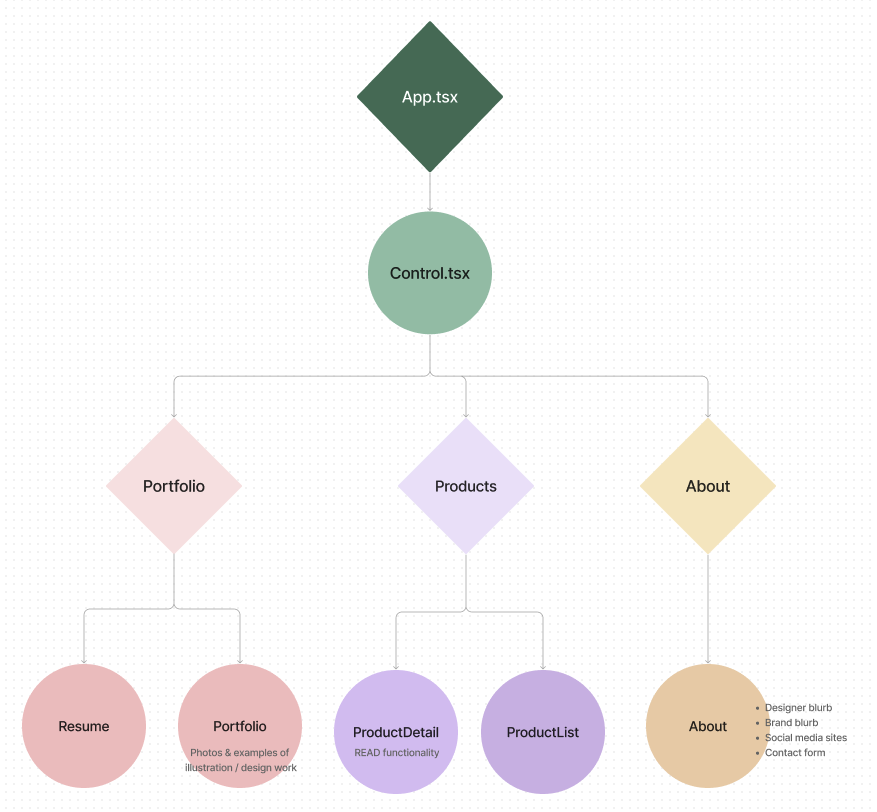 App.tsx
Control.tsx
Portfolio
Products
About
Resume
Portfolio
Photos & examples of
illustration / design work
ProductDetail
READ functionality
ProductList
About
• Designer blurb
• Brand blurb
• Social media sites
• Contact form